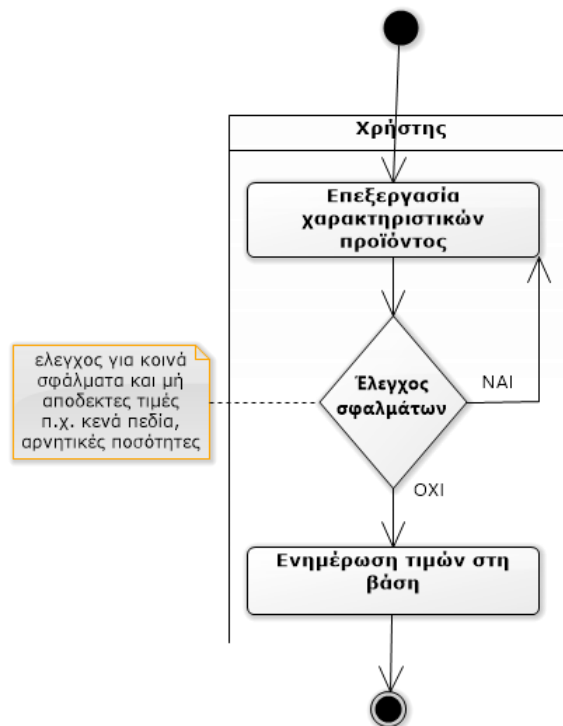 Χρήστης
Επεξεργασία
χαρακτηριστικών
προϊόντος
ελεγχος για κοινά
σφάλματα και μή
αποδεκτες τιμές
π.χ. κενά πεδία,
αρνητικές ποσότητες
Έλεγχος
σφαλμάτων
ΝΑΙ
ΟΧΙ
Ενημέρωση τιμών στη
βάση